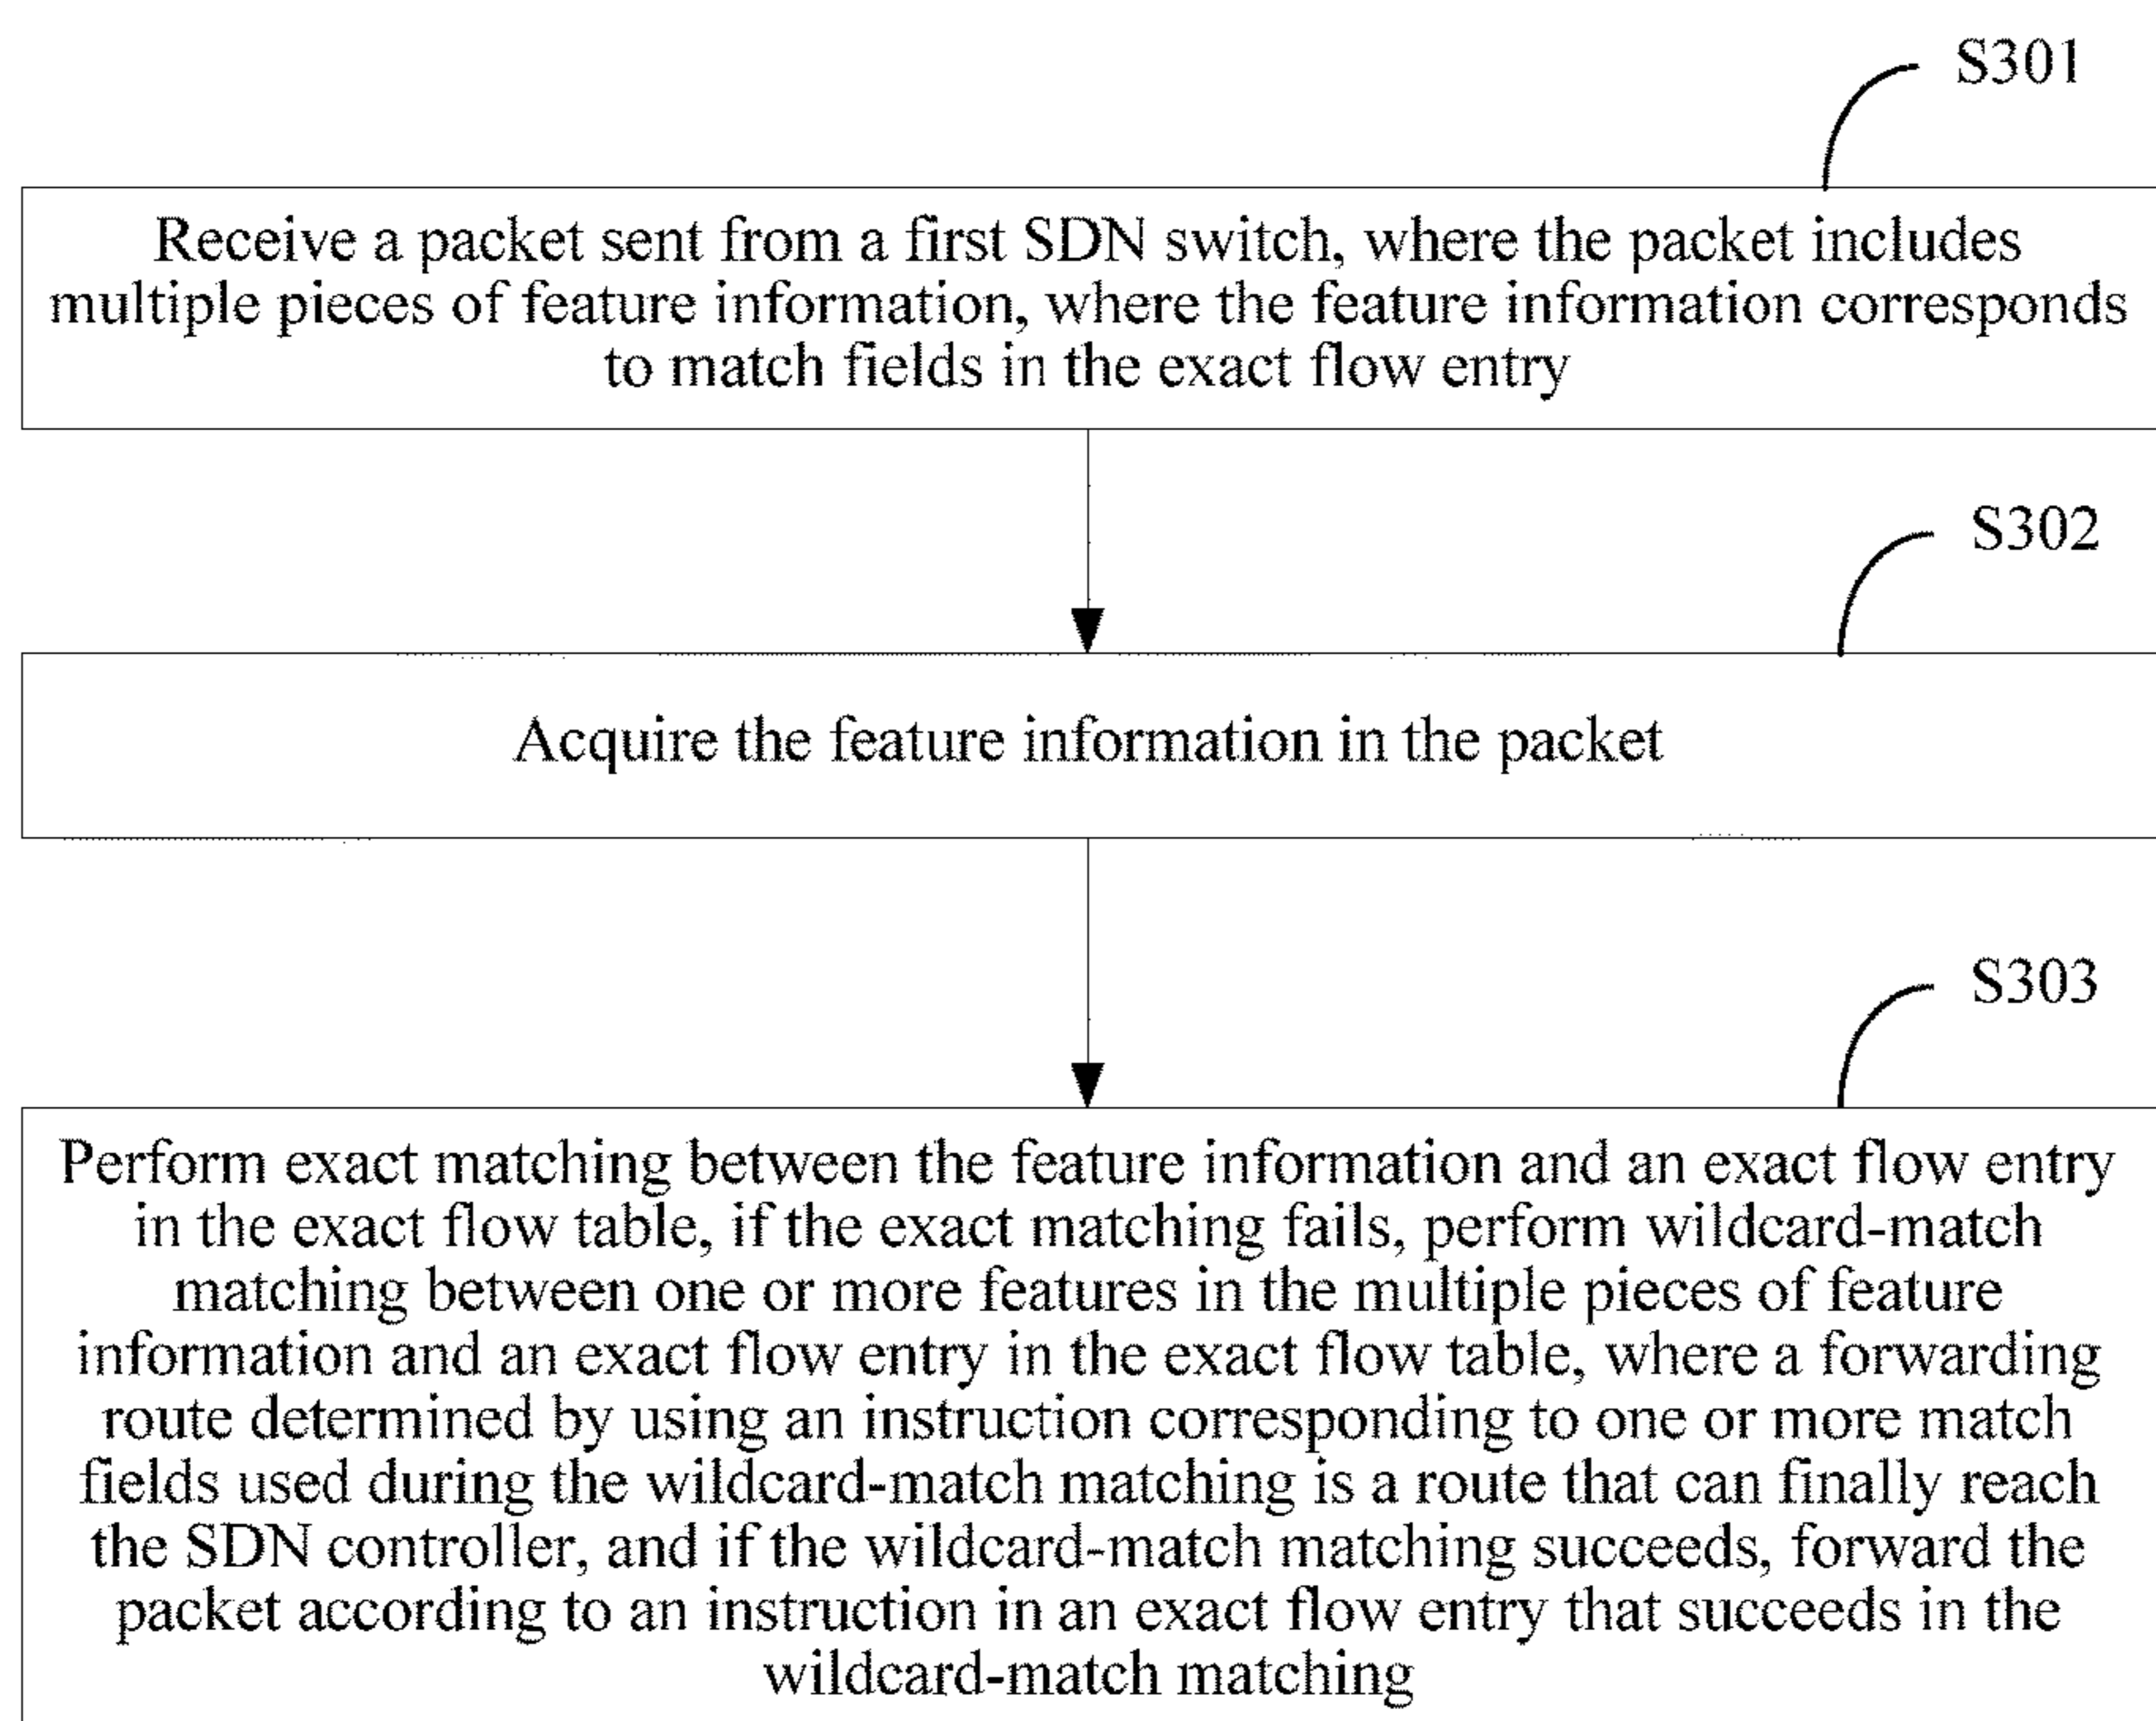 S301
Receive a packet sent from a first SDN switch, where the packet includes
multiple pieces of feature information, where the feature information corresponds
to match fields in the exact flow entry
S302
Acquire the feature information in the packet
S303
Perform exact matching between the feature information and an exact flow entry
in the exact flow table, if the exact matching fails, perform wildcard-match
matching between one or more features in the multiple pieces of feature
information and an exact flow entry in the exact flow table, where a forwarding
route determined by using an instruction corresponding to one or more match
fields used during the wildcard-match matching is a route that can finally reach
the SDN controller, and if the wildcard-match matching succeeds, forward the
packet according to an instruction in an exact flow entry that succeeds in the
wildcard-match matching